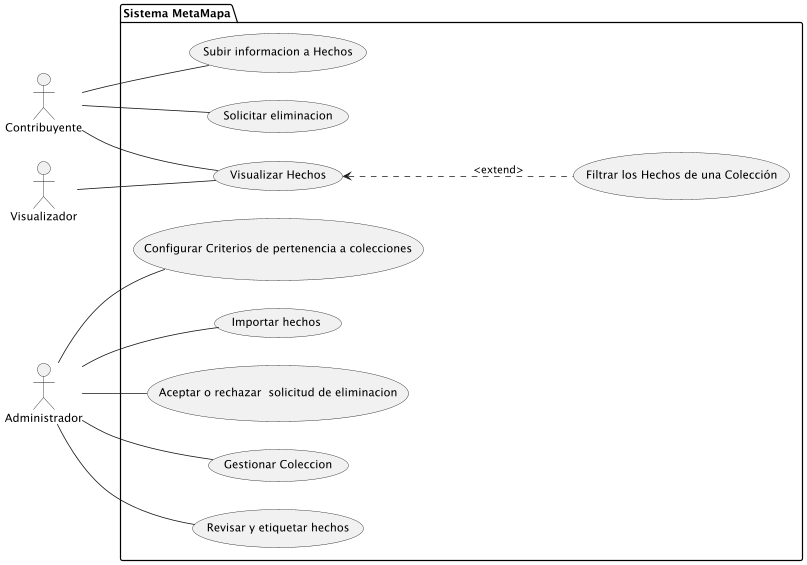 Sistema MetaMapa
Subir informacion a Hechos
Contribuyente
Solicitar eliminacion
Visualizar Hechos
<extend>
Filtrar los Hechos de una Colección
Visualizador
Configurar Criterios de pertenencia a colecciones
Importar hechos
Administrador
Aceptar o rechazar  solicitud de eliminacion
Gestionar Coleccion
Revisar y etiquetar hechos